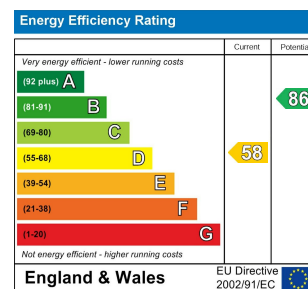 Energy Efficiency Rating
Current Potentia
Very energy efficient - lower running costs
(92 plus) A
(81-91) B
(69-80) C
(55-68) D
(39-54) E
(21-38) F
(1-20) G
58
86
Not energy efficient - higher running costs
England & Wales
EU Directive
2002/91/EC